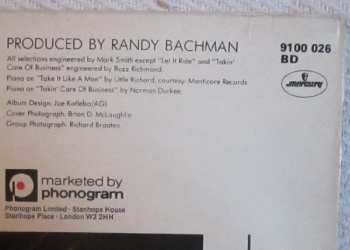 PRODUCED BY RANDY BACHMAN
9100 026
BD
All selections engineered by Mark Smith except "Let It Ride" and "Takin'
Care Of Business" engineered by Buzz Richmond.
Piano on "Take It Like A Man" by Little Richard, courtesy: Manticore Records
Piano on "Takin' Care Of Business" by Norman Durkee.
mercury
Album Design: Joe Kotleba/(AG)
Cover Photograph: Brian D. McLaughlin
Group Photograph: Richard Braaten
marketed by
phonogram
Phonogram Limited · Stanhope House
Stanhope Place · London W2 2HH